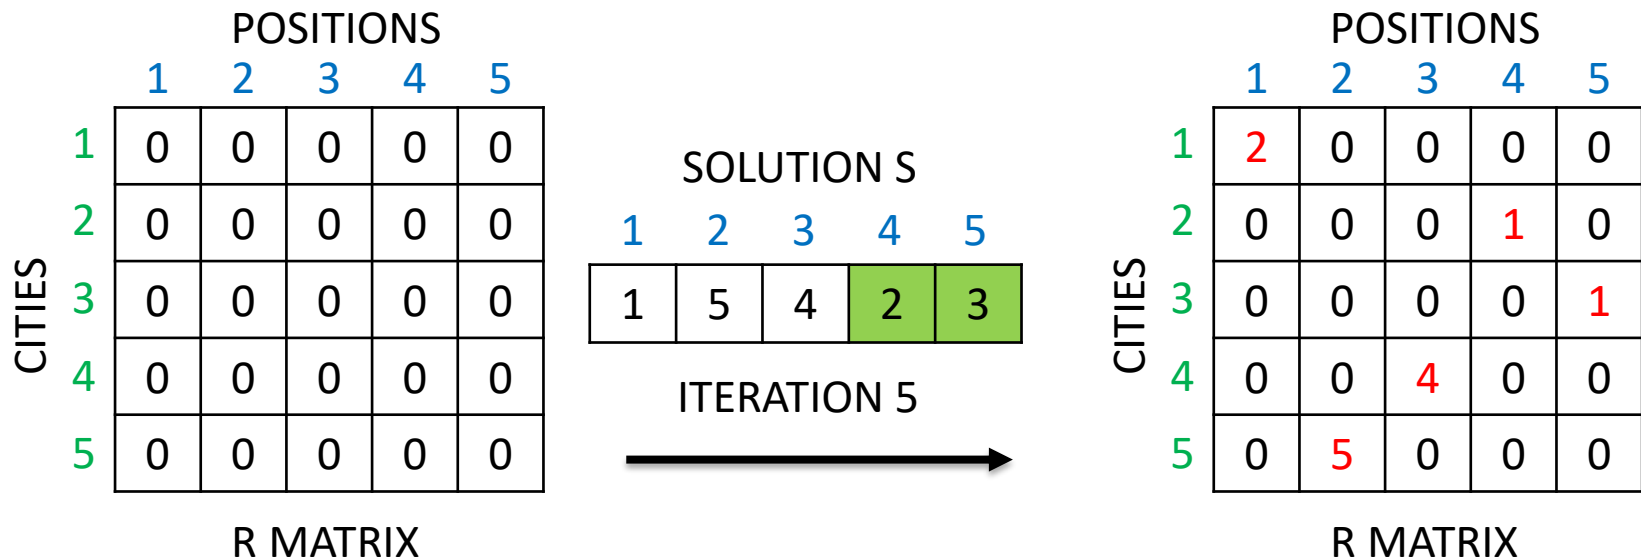 POSITIONS
1 2 3 4 5
CITIES
1 0 0 0 0 0
2 0 0 0 0 0
3 0 0 0 0 0
4 0 0 0 0 0
5 0 0 0 0 0
R MATRIX
SOLUTION S
1 2 3 4 5
1 5 4 2 3
ITERATION 5
POSITIONS
1 2 3 4 5
CITIES
1 2 0 0 0 0
2 0 0 0 1 0
3 0 0 0 0 1
4 0 0 4 0 0
5 0 5 0 0 0
R MATRIX